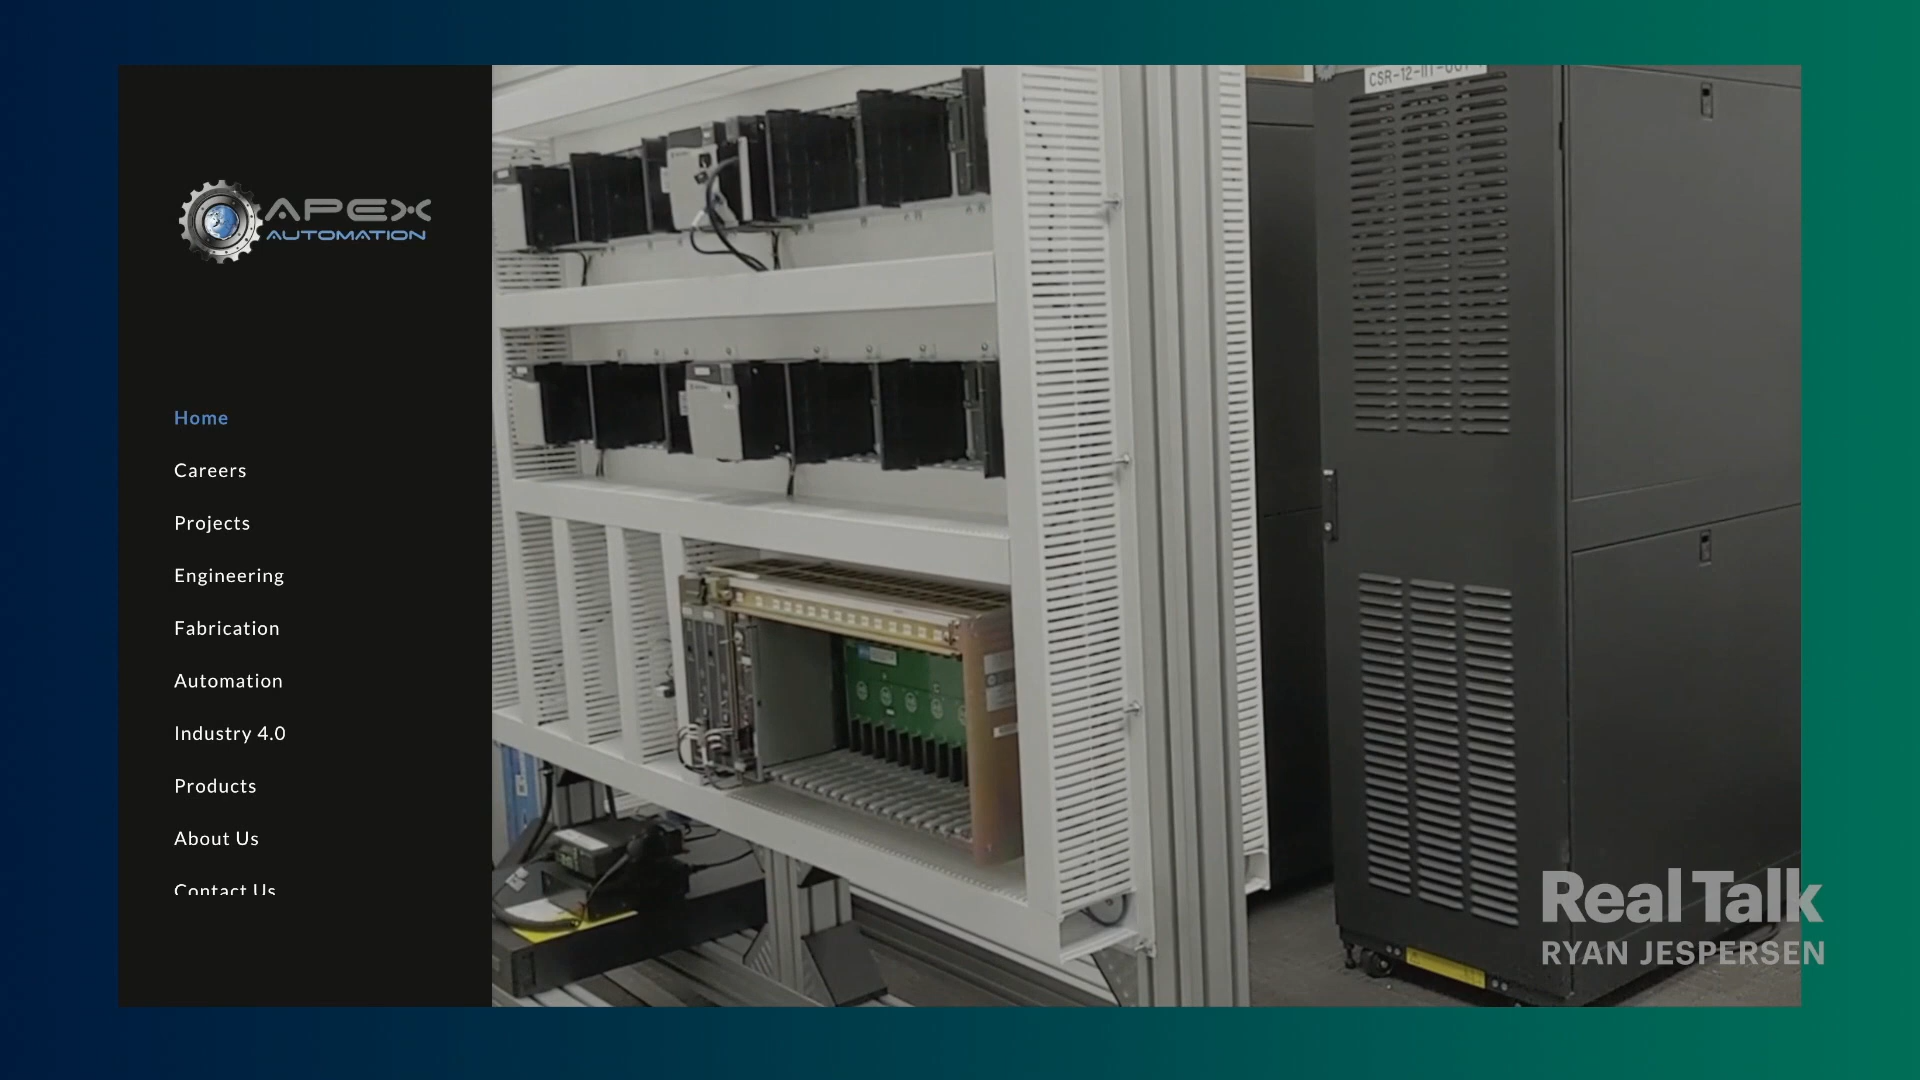 APEX
AUTOMATION
Home
Careers
Projects
Engineering
Fabrication
Automation
Industry 4.0
Products
About Us
Contact Us
Real Talk
RYAN JESPERSEN